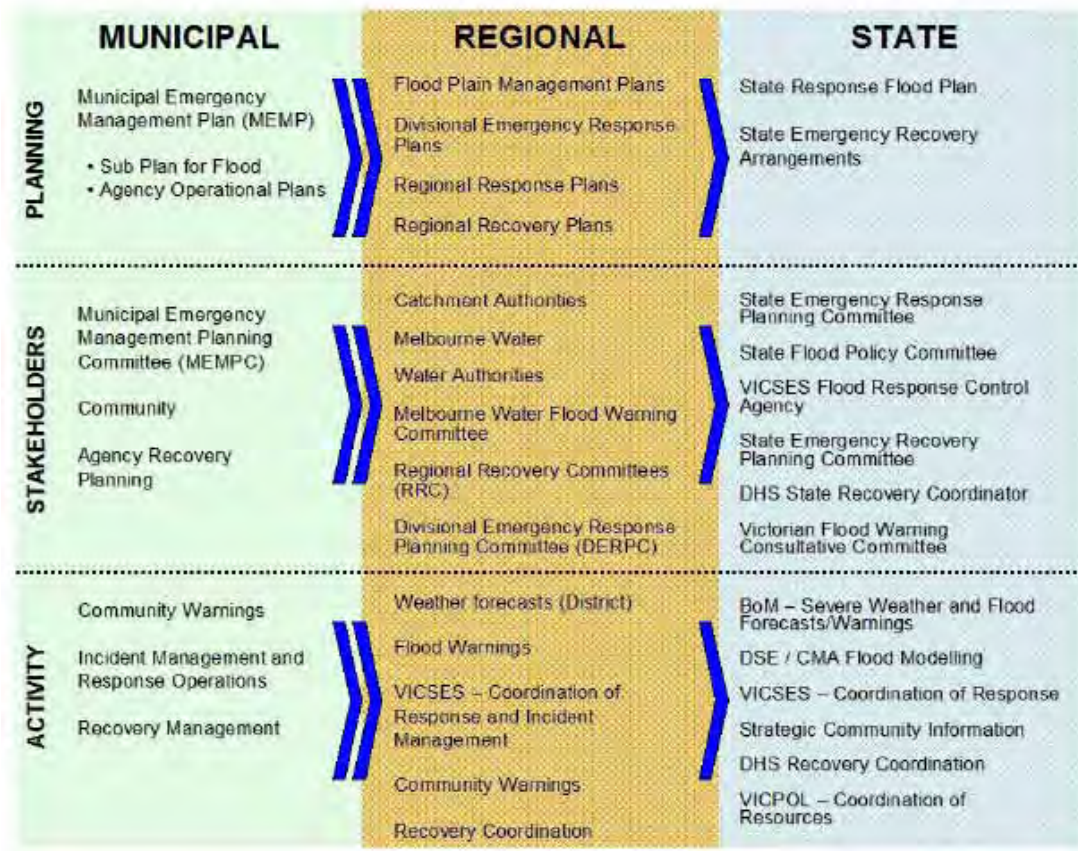 MUNICIPAL
REGIONAL
STATE
PLANNING
Municipal Emergency
Management Plan (MEMP)
• Sub Plan for Flood
• Agency Operational Plans
Flood Plain Management Plans
Divisional Emergency Response
Plans
Regional Response Plans
Regional Recovery Plans
State Response Flood Plan
State Emergency Recovery
Arrangements
STAKEHOLDERS
Municipal Emergency
Management Planning
Committee (MEMPC)
Community
Agency Recovery
Planning
Catchment Authorities
Melbourne Water
Water Authorities
Melbourne Water Flood Warning
Committee
Regional Recovery Committees
(RRC)
Divisional Emergency Response
Planning Committee (DERPC)
State Emergency Response
Planning Committee
State Flood Policy Committee
VICSES Flood Response Control
Agency
State Emergency Recovery
Planning Committee
DHS State Recovery Coordinator
Victorian Flood Warning
Consultative Committee
ACTIVITY
Community Warnings
Incident Management and
Response Operations
Recovery Management
Weather forecasts (District)
Flood Warnings
VICSES – Coordination of
Response and Incident
Management
Community Warnings
Recovery Coordination
BoM – Severe Weather and Flood
Forecasts/Warnings
DSE / CMA Flood Modelling
VICSES – Coordination of Response
Strategic Community Information
DHS Recovery Coordination
VICPOL – Coordination of
Resources